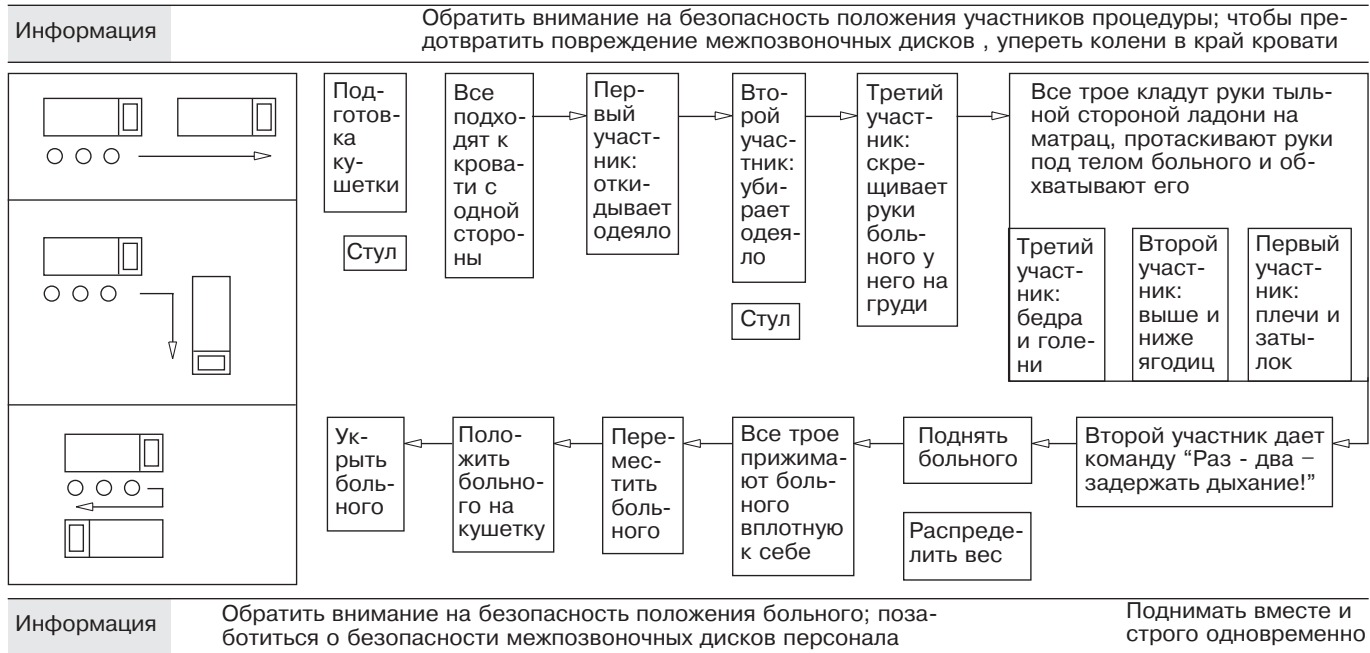 Информация
Обратить внимание на безопасность положения участников процедуры; чтобы пре-
дотвратить повреждение межпозвоночных дисков , упереть колени в край кровати
Под-
готов-
ка
ку-
шетки
Стул
Все
подхо-
дят к
крова-
ти с
одной
сторо-
ны
Пер-
вый
участ-
ник:
отки-
дывает
одеяло
Вто-
рой
учас-
тник:
уби-
рает
одея-
ло
Стул
Третий
участ-
ник:
скре-
щивает
руки
боль-
ного у
него на
груди
Все трое кладут руки тыль-
ной стороной ладони на
матрац, протаскивают руки
под телом больного и об-
хватывают его
Третий
участ-
ник:
бедра
и голе-
ни
Второй
участ-
ник:
выше и
ниже
ягодиц
Первый
участ-
ник:
плечи и
заты-
лок
Второй участник дает
команду “Раз - два –
задержать дыхание!”
Поднять
больного
Распреде-
лить вес
Все трое
прижима-
ют боль-
ного
вплотную
к себе
Пере-
мес-
тить
боль-
ного
Поло-
жить
больно-
го на
кушетку
Ук-
рыть
боль-
ного
Информация
Обратить внимание на безопасность положения больного; поза-
ботиться о безопасности межпозвоночных дисков персонала
Поднимать вместе и
строго одновременно